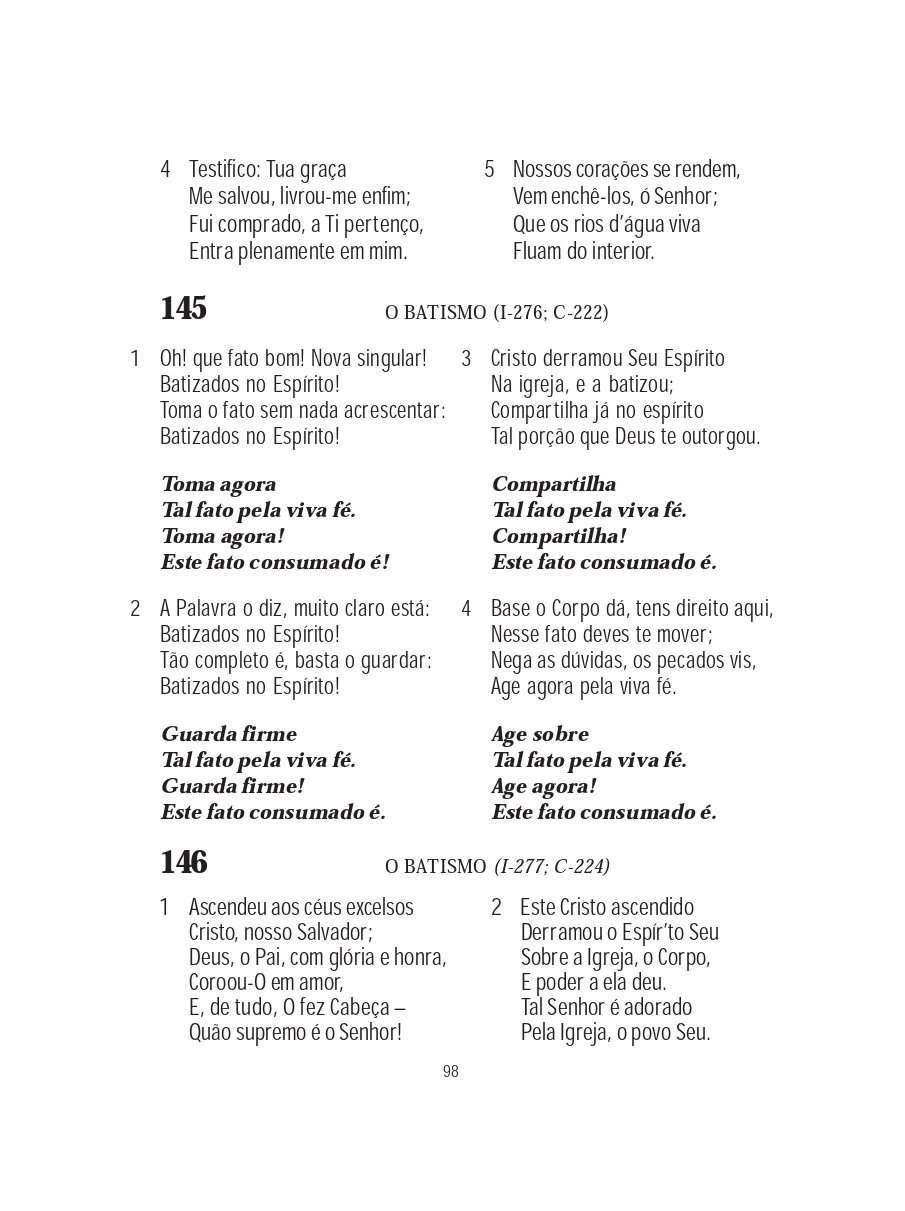 4 Testifico: Tua graça
Me salvou, livrou-me enfim;
Fui comprado, a Ti pertenço,
Entra plenamente em mim.
5 Nossos corações se rendem,
Vem enchê-los, ó Senhor;
Que os rios d’água viva
Fluam do interior.
145 O BATISMO (I-276; C-222)
1 Oh! que fato bom! Nova singular!
Batizados no Espírito!
Toma o fato sem nada acrescentar:
Batizados no Espírito!
Toma agora
Tal fato pela viva fé.
Toma agora!
Este fato consumado é!
2 A Palavra o diz, muito claro está:
Batizados no Espírito!
Tão completo é, basta o guardar:
Batizados no Espírito!
Guarda firme
Tal fato pela viva fé.
Guarda firme!
Este fato consumado é.
3 Cristo derramou Seu Espírito
Na igreja, e a batizou;
Compartilha já no espírito
Tal porção que Deus te outorgou.
Compartilha
Tal fato pela viva fé.
Compartilha!
Este fato consumado é.
4 Base o Corpo dá, tens direito aqui,
Nesse fato deves te mover;
Nega as dúvidas, os pecados vis,
Age agora pela viva fé.
Age sobre
Tal fato pela viva fé.
Age agora!
Este fato consumado é.
146 O BATISMO (I-277; C-224)
1 Ascendeu aos céus excelsos
Cristo, nosso Salvador;
Deus, o Pai, com glória e honra,
Coroou-O em amor,
E, de tudo, O fez Cabeça –
Quão supremo é o Senhor!
2 Este Cristo ascendido
Derramou o Espír’to Seu
Sobre a Igreja, o Corpo,
E poder a ela deu.
Tal Senhor é adorado
Pela Igreja, o povo Seu.
98